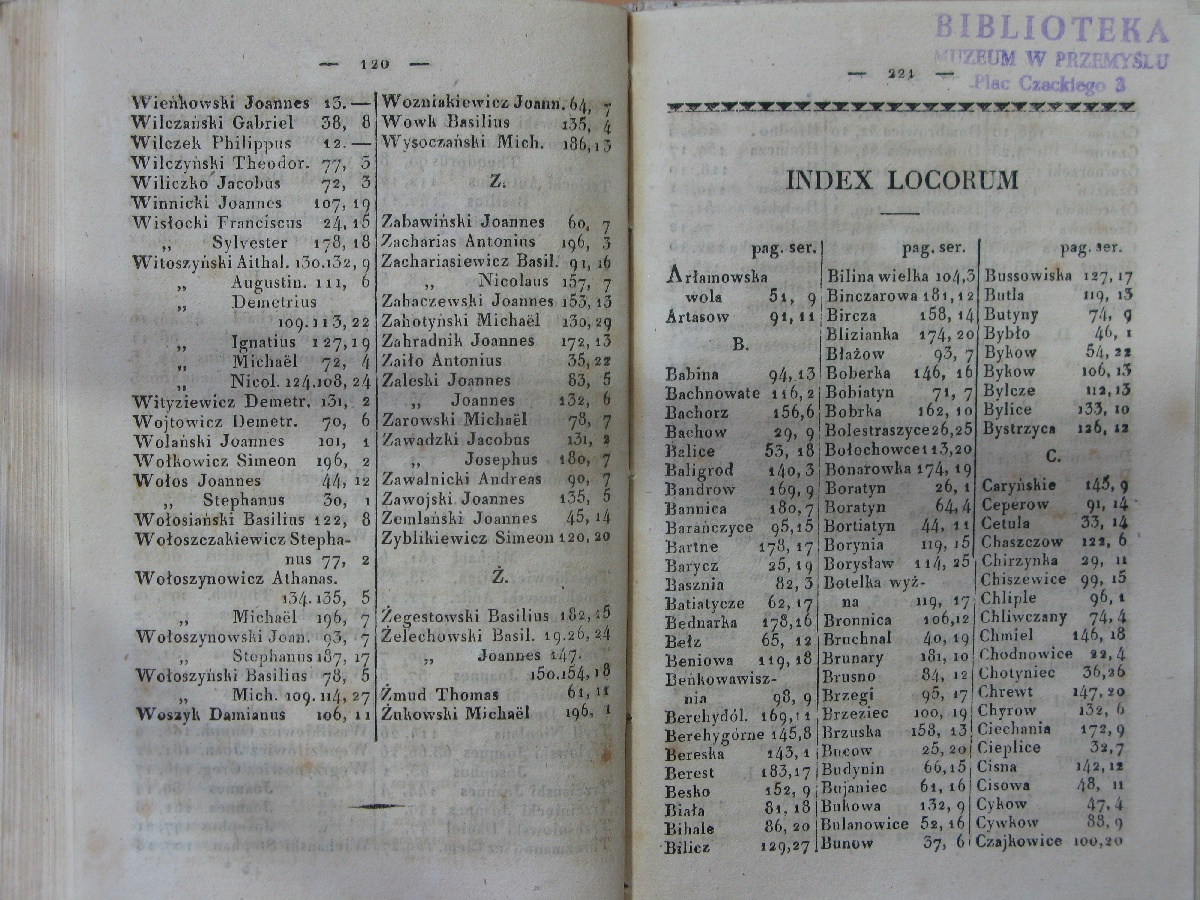 — 120 —
Wieńkowski Joannes 13.—
Wilczański Gabriel 38, 8
Wilczek Philippus 12.—
Wilczyński Theodor. 77, 3
Wiliczko Jacobus 72, 3
Winnicki Joannes 107, 19
Wisłocki Franciscus 24, 15
„ Sylvester 178, 18
Witoszyński Aithal. 130.132, 9
„ Augustin. 111, 6
„ Demetrius
109.113, 22
„ Ignatius 127, 19
„ Michaël 72, 4
„ Nicol. 124.108, 24
Wityziewicz Demetr. 131, 2
Wojtowicz Demetr. 70, 6
Wolański Joannes 101, 1
Wołkowicz Simeon 196, 2
Wołos Joannes 44, 12
„ Stephanus 30, 1
Wołosiański Basilius 122, 8
Wołoszczakiewicz Stepha-
nus 77, 2
Wołoszynowicz Athanas.
134.135, 5
„ Michaël 196, 7
Wołoszynowski Joan. 93, 7
„ Stephanus 187, 17
Wołoszyński Basilius 78, 5
„ Mich. 109.114, 27
Woszyk Damianus 106, 11
Wozniakiewicz Joann. 64, 7
Wowk Basilius 135, 4
Wysoczański Mich. 186, 13
Z.
Zabawiński Joannes 60, 7
Zacharias Antonius 196, 3
Zachariasiewicz Basil. 91, 16
„ Nicolaus 157, 7
Zahaczewski Joannes 153, 13
Zahotyński Michaël 130, 29
Zahradnik Joannes 172, 13
Zaiło Antonius 35, 22
Zaleski Joannes 83, 5
„ Joannes 132, 6
Zarowski Michaël 78, 7
Zawadzki Jacobus 131, 2
„ Josephus 180, 7
Zawalnicki Andreas 90, 7
Zawojski Joannes 135, 5
Zemlański Joannes 45, 14
Zyblikiewicz Simeon 120, 20
Ż.
Żegestowski Basilius 182, 15
Żelechowski Basil. 19.26, 24
„ Joannes 147.
150.154, 18
Żmud Thomas 61, 11
Żukowski Michaël 196, 1
BIBLIOTEKA
MUZEUM W PRZEMYŚLU
Plac Czackiego 3
— 221 —
INDEX LOCORUM
pag. ser.
Arłamowska
wola 51, 9
Artasow 91, 11
B.
Babina 94, 13
Bachnowate 116, 2
Bachorz 156, 6
Bachow 29, 9
Balice 53, 18
Baligrod 140, 3
Bandrow 169, 9
Bannica 180, 7
Barańczyce 95, 15
Bartne 178, 17
Barycz 25, 19
Basznia 82, 3
Batiatycze 62, 17
Bednarka 178, 16
Bełz 65, 12
Beniowa 119, 18
Beńkowawisz-
nia 98, 9
Berehydół. 169, 11
Berehygórne 145, 8
Bereska 143, 1
Berest 183, 17
Besko 152, 9
Biała 81, 18
Bihale 86, 20
Bilicz 129, 27
pag. ser.
Bilina wielka 104, 3
Binczarowa 181, 12
Bircza 158, 14
Blizianka 174, 20
Błażow 93, 7
Boberka 146, 16
Bobiatyn 71, 7
Bobrka 162, 10
Bolestraszyce 26, 25
Bołochowce 113, 20
Bonarowka 174, 19
Boratyn 26, 1
Boratyn 64, 4
Bortiatyn 44, 11
Borynia 119, 15
Borysław 114, 25
Botelka wyż-
na 119, 17
Bronnica 106, 12
Bruchnal 40, 19
Brunary 181, 10
Brusno 84, 12
Brzegi 95, 17
Brzeziec 100, 19
Brzuska 158, 13
Bucow 25, 20
Budynin 66, 15
Bujaniec 61, 16
Bukowa 132, 9
Bulanowice 52, 16
Bunow 37, 6
pag. ser.
Bussowiska 127, 17
Butla 119, 13
Butyny 74, 9
Bybło 46, 1
Bykow 54, 22
Bykow 106, 13
Bylcze 112, 13
Bylice 133, 10
Bystrzyca 126, 12
C.
Caryńskie 145, 9
Ceperow 91, 14
Cetula 33, 14
Chaszczow 122, 6
Chirzynka 29, 11
Chiszewice 99, 15
Chliple 96, 1
Chliwczany 74, 4
Chmiel 146, 18
Chodnowice 22, 4
Chotyniec 36, 26
Chrewt 147, 20
Chyrow 132, 6
Ciechania 172, 9
Cieplice 32, 7
Cisna 142, 12
Cisowa 48, 11
Cykow 47, 4
Cywkow 88, 9
Czajkowice 100, 20